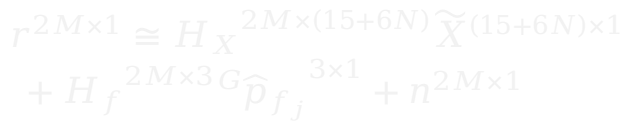 r^{2M×1} ≅ H_X^{2M×(15+6N)} \widetilde{X}^{(15+6N)×1}
+ H_f^{2M×3} {}^G\widehat{p}_{f_j}^{3×1} + n^{2M×1}